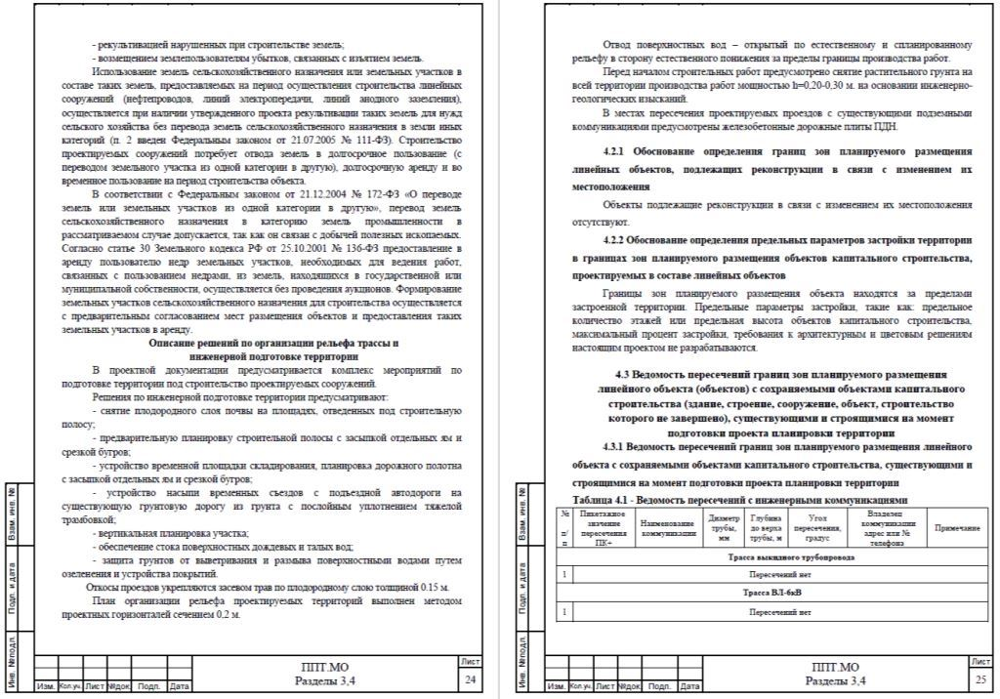 - рекультивацией нарушенных при строительстве земель;
- возмещением землепользователям убытков, связанных с изъятием земель.
Использование земель сельскохозяйственного назначения или земельных участков в
составе таких земель, предоставляемых на период осуществления строительства линейных
сооружений (нефтепроводов, линий электропередачи, линий анодного заземления),
осуществляется при наличии утвержденного проекта рекультивации таких земель для нужд
сельского хозяйства без перевода земель сельскохозяйственного назначения в земли иных
категорий (п. 2 введен Федеральным законом от 21.07.2005 № 111-ФЗ). Строительство
проектируемых сооружений потребует отвода земель в долгосрочное пользование (с
переводом земельного участка из одной категории в другую), долгосрочную аренду и во
временное пользование на период строительства объекта.
В соответствии с Федеральным законом от 21.12.2004 № 172-ФЗ «О переводе
земель или земельных участков из одной категории в другую», перевод земель
сельскохозяйственного назначения в категорию земель промышленности в
рассматриваемом случае допускается, так как он связан с добычей полезных ископаемых.
Согласно статье 30 Земельного кодекса РФ от 25.10.2001 № 136-ФЗ предоставление в
аренду пользователю недр земельных участков, необходимых для ведения работ,
связанных с пользованием недрами, из земель, находящихся в государственной или
муниципальной собственности, осуществляется без проведения аукционов. Формирование
земельных участков сельскохозяйственного назначения для строительства осуществляется
с предварительным согласованием мест размещения объектов и предоставления таких
земельных участков в аренду.
Описание решений по организации рельефа трассы и
инженерной подготовке территории
В проектной документации предусматривается комплекс мероприятий по
подготовке территории под строительство проектируемых сооружений.
Решения по инженерной подготовке территории предусматривают:
- снятие плодородного слоя почвы на площадях, отведенных под строительную
полосу;
- предварительную планировку строительной полосы с засыпкой отдельных ям и
срезкой бугров;
- устройство временной площадки складирования, планировка дорожного полотна
с засыпкой отдельных ям и срезкой бугров;
- устройство насыпи временных съездов с подъездной автодороги на
существующую грунтовую дорогу из грунта с послойным уплотнением тяжелой
трамбовкой;
- вертикальная планировка участка;
- обеспечение стока поверхностных дождевых и талых вод;
- защита грунтов от выветривания и размыва поверхностными водами путем
озеленения и устройства покрытий.
Откосы проездов укрепляются засевом трав по плодородному слою толщиной 0.15 м.
План организации рельефа проектируемых территорий выполнен методом
проектных горизонталей сечением 0,2 м.
Взам. инв. №
Подп. и дата
Инв. №подл.
Изм. Кол.уч. Лист №док Подп. Дата
ППТ.МО
Разделы 3,4
Лист
24
Отвод поверхностных вод – открытый по естественному и спланированному
рельефу в сторону естественного понижения за пределы границы производства работ.
Перед началом строительных работ предусмотрено снятие растительного грунта на
всей территории производства работ мощностью h=0,20-0,30 м. на основании инженерно-
геологических изысканий.
В местах пересечения проектируемых проездов с существующими подземными
коммуникациями предусмотрены железобетонные дорожные плиты ПДН.
4.2.1 Обоснование определения границ зон планируемого размещения
линейных объектов, подлежащих реконструкции в связи с изменением их
местоположения
Объекты подлежащие реконструкции в связи с изменением их местоположения
отсутствуют.
4.2.2 Обоснование определения предельных параметров застройки территории
в границах зон планируемого размещения объектов капитального строительства,
проектируемых в составе линейных объектов
Границы зон планируемого размещения объекта находятся за пределами
застроенной территории. Предельные параметры застройки, такие как: предельное
количество этажей или предельная высота объектов капитального строительства,
максимальный процент застройки, требования к архитектурным и цветовым решениям
настоящим проектом не разрабатываются.
4.3 Ведомость пересечений границ зон планируемого размещения
линейного объекта (объектов) с сохраняемыми объектами капитального
строительства (здание, строение, сооружение, объект, строительство
которого не завершено), существующими и строящимися на момент
подготовки проекта планировки территории
4.3.1 Ведомость пересечений границ зон планируемого размещения линейного
объекта с сохраняемыми объектами капитального строительства, существующими и
строящимися на момент подготовки проекта планировки территории
Таблица 4.1 - Ведомость пересечений с инженерными коммуникациями
№ п/п Пикетажное значение пересечения ПК+ Наименование коммуникации Диаметр трубы, мм Глубина до верха трубы, м Угол пересечения, градус Владелец коммуникации адрес или № телефона Примечание
Трасса выкидного трубопровода
1 Пересечений нет
Трасса ВЛ-6кВ
1 Пересечений нет
Взам. инв. №
Подп. и дата
Инв. №подл.
Изм. Кол.уч. Лист №док Подп. Дата
ППТ.МО
Разделы 3,4
Лист
25